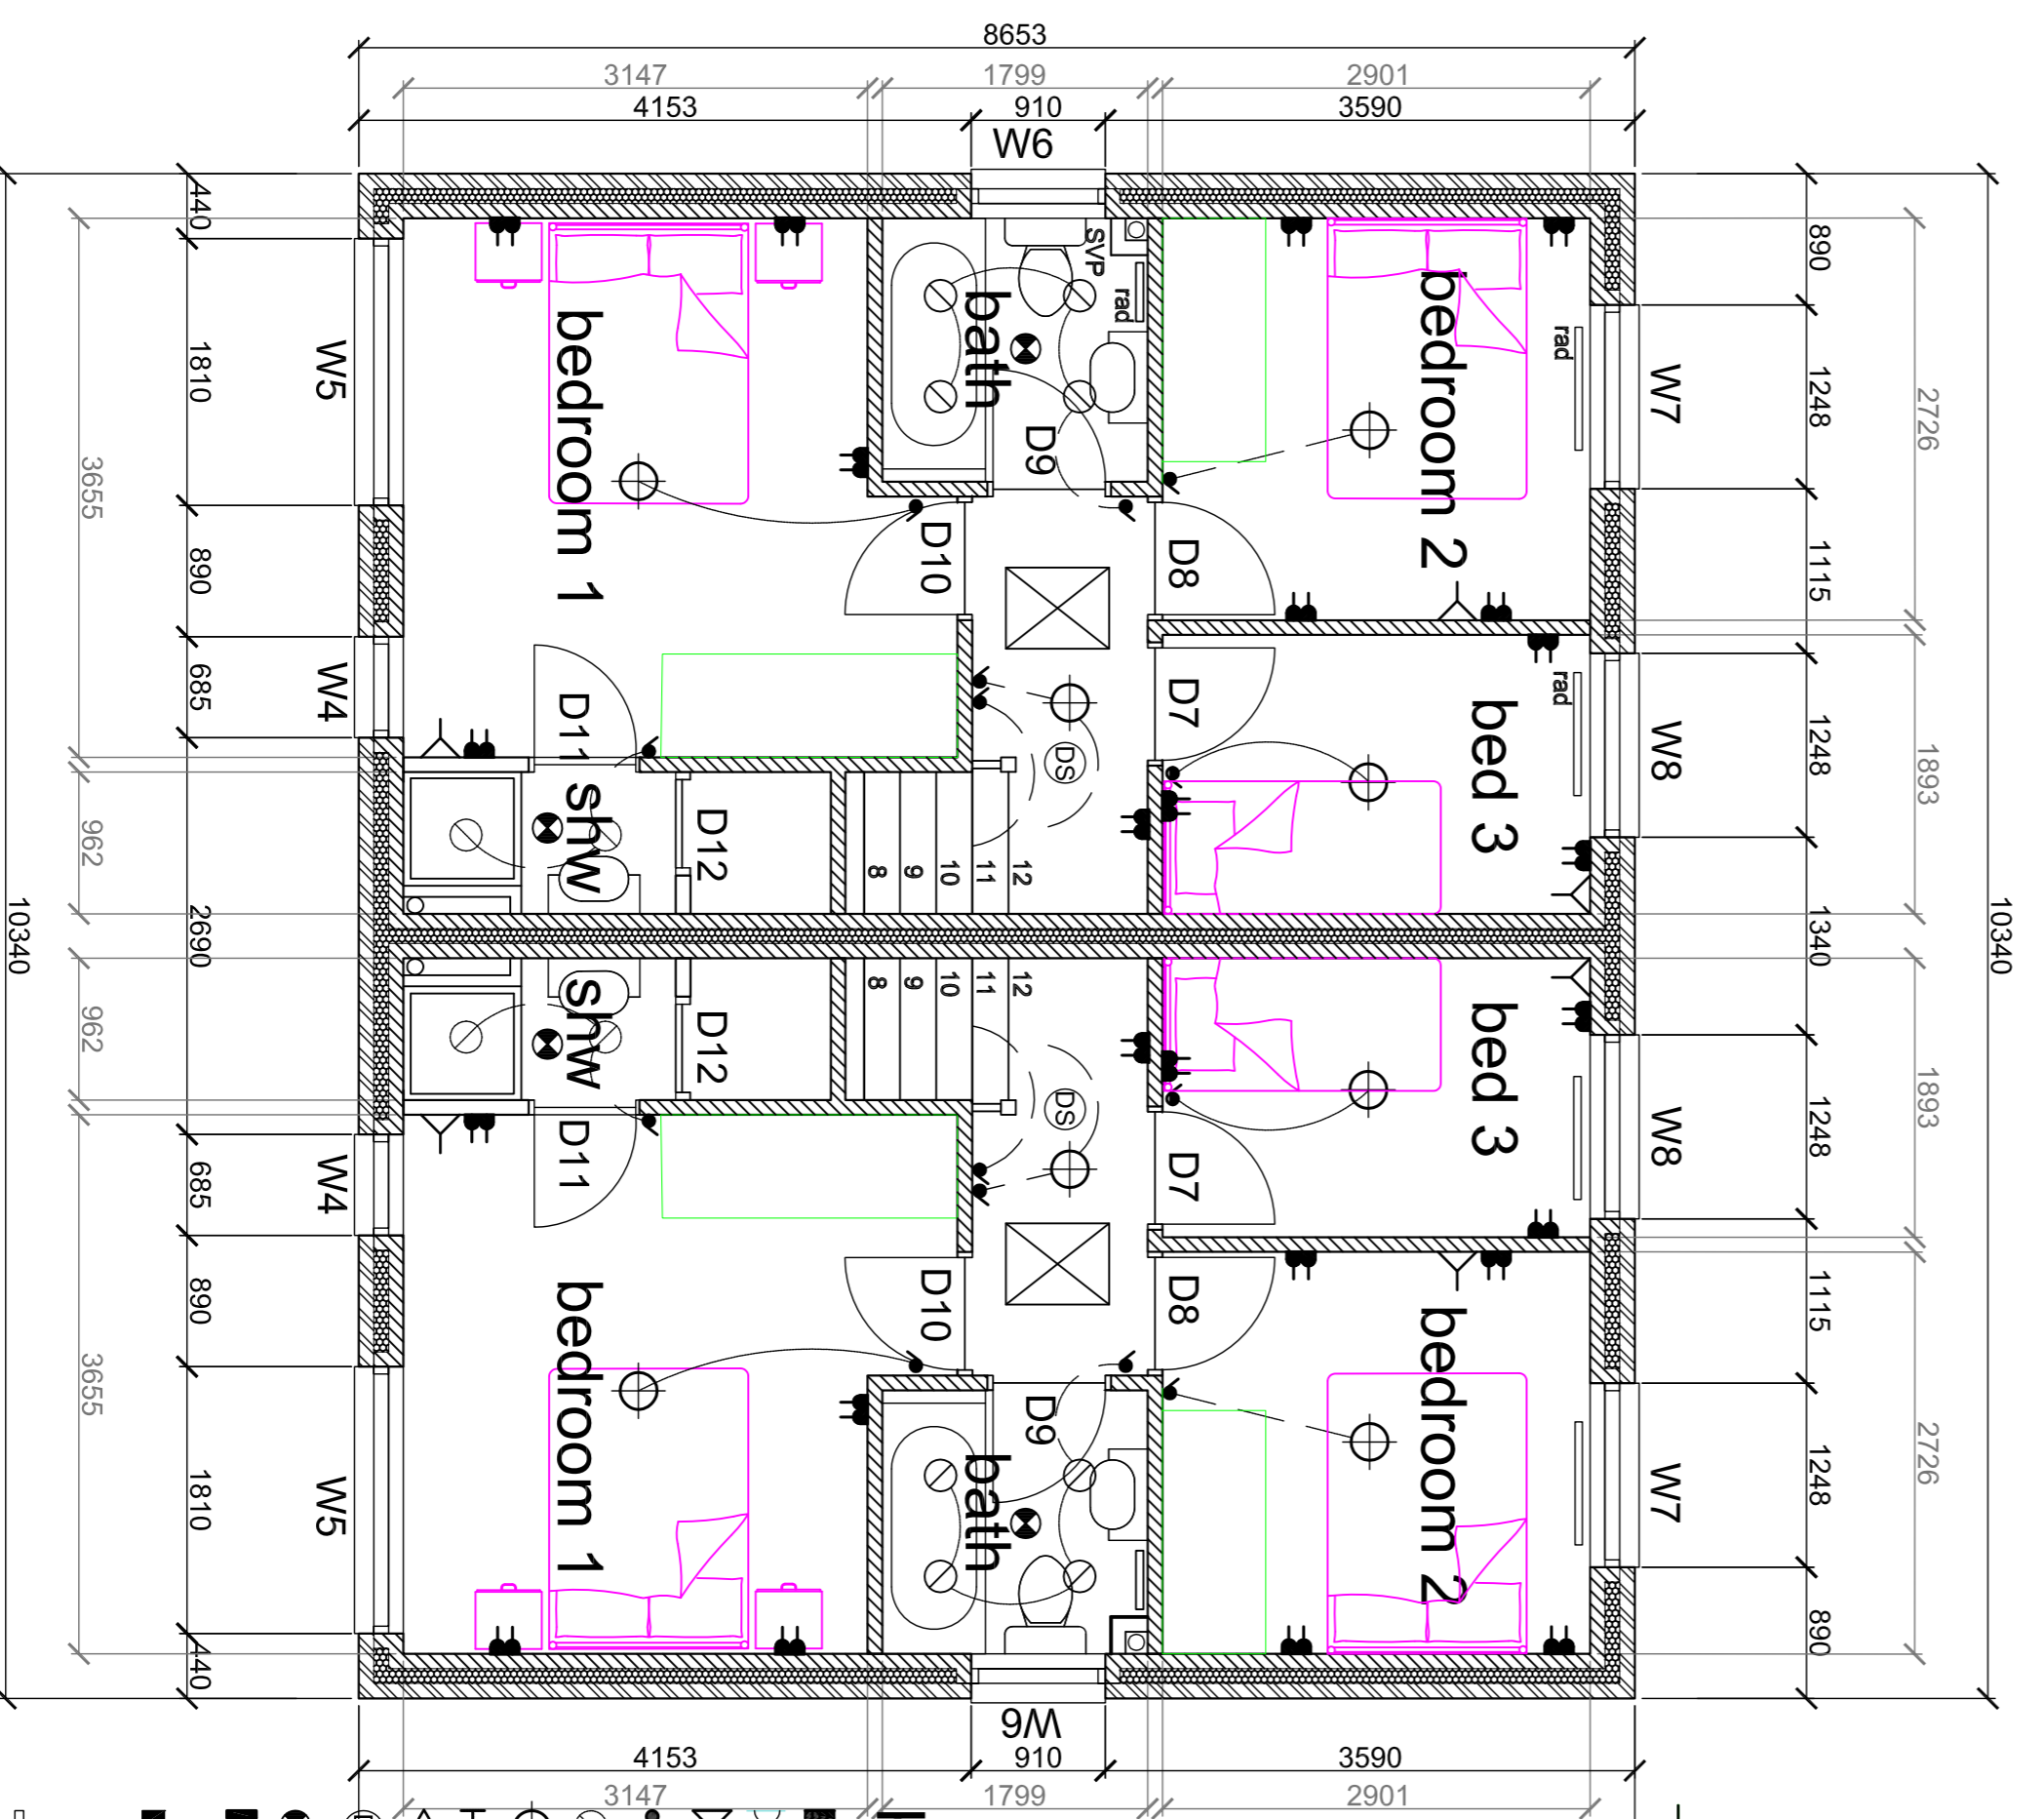 8653
3147 1799 2901
4153 910 3590
W6
440 1810 890 685 2690 685 890 1810 440
3655 962 962 3655
10340
W5
W4
W4
W5
890 1248 1115 1248 1340 1248 1115 1248 890
2726 1893 1893 2726
10340
W7
W8
W8
W7
bedroom 1
bath
SVP
rad
D9
bedroom 2
rad
D10
D8
D11
shw
D12
D7
DS
bed 3
rad
8 9 10 11 12
8 9 10 11 12
shw
D12
D11
DS
D7
bed 3
D10
D8
bedroom 1
D9
bath
bedroom 2
W6
4153 910 3590
3147 1799 2901